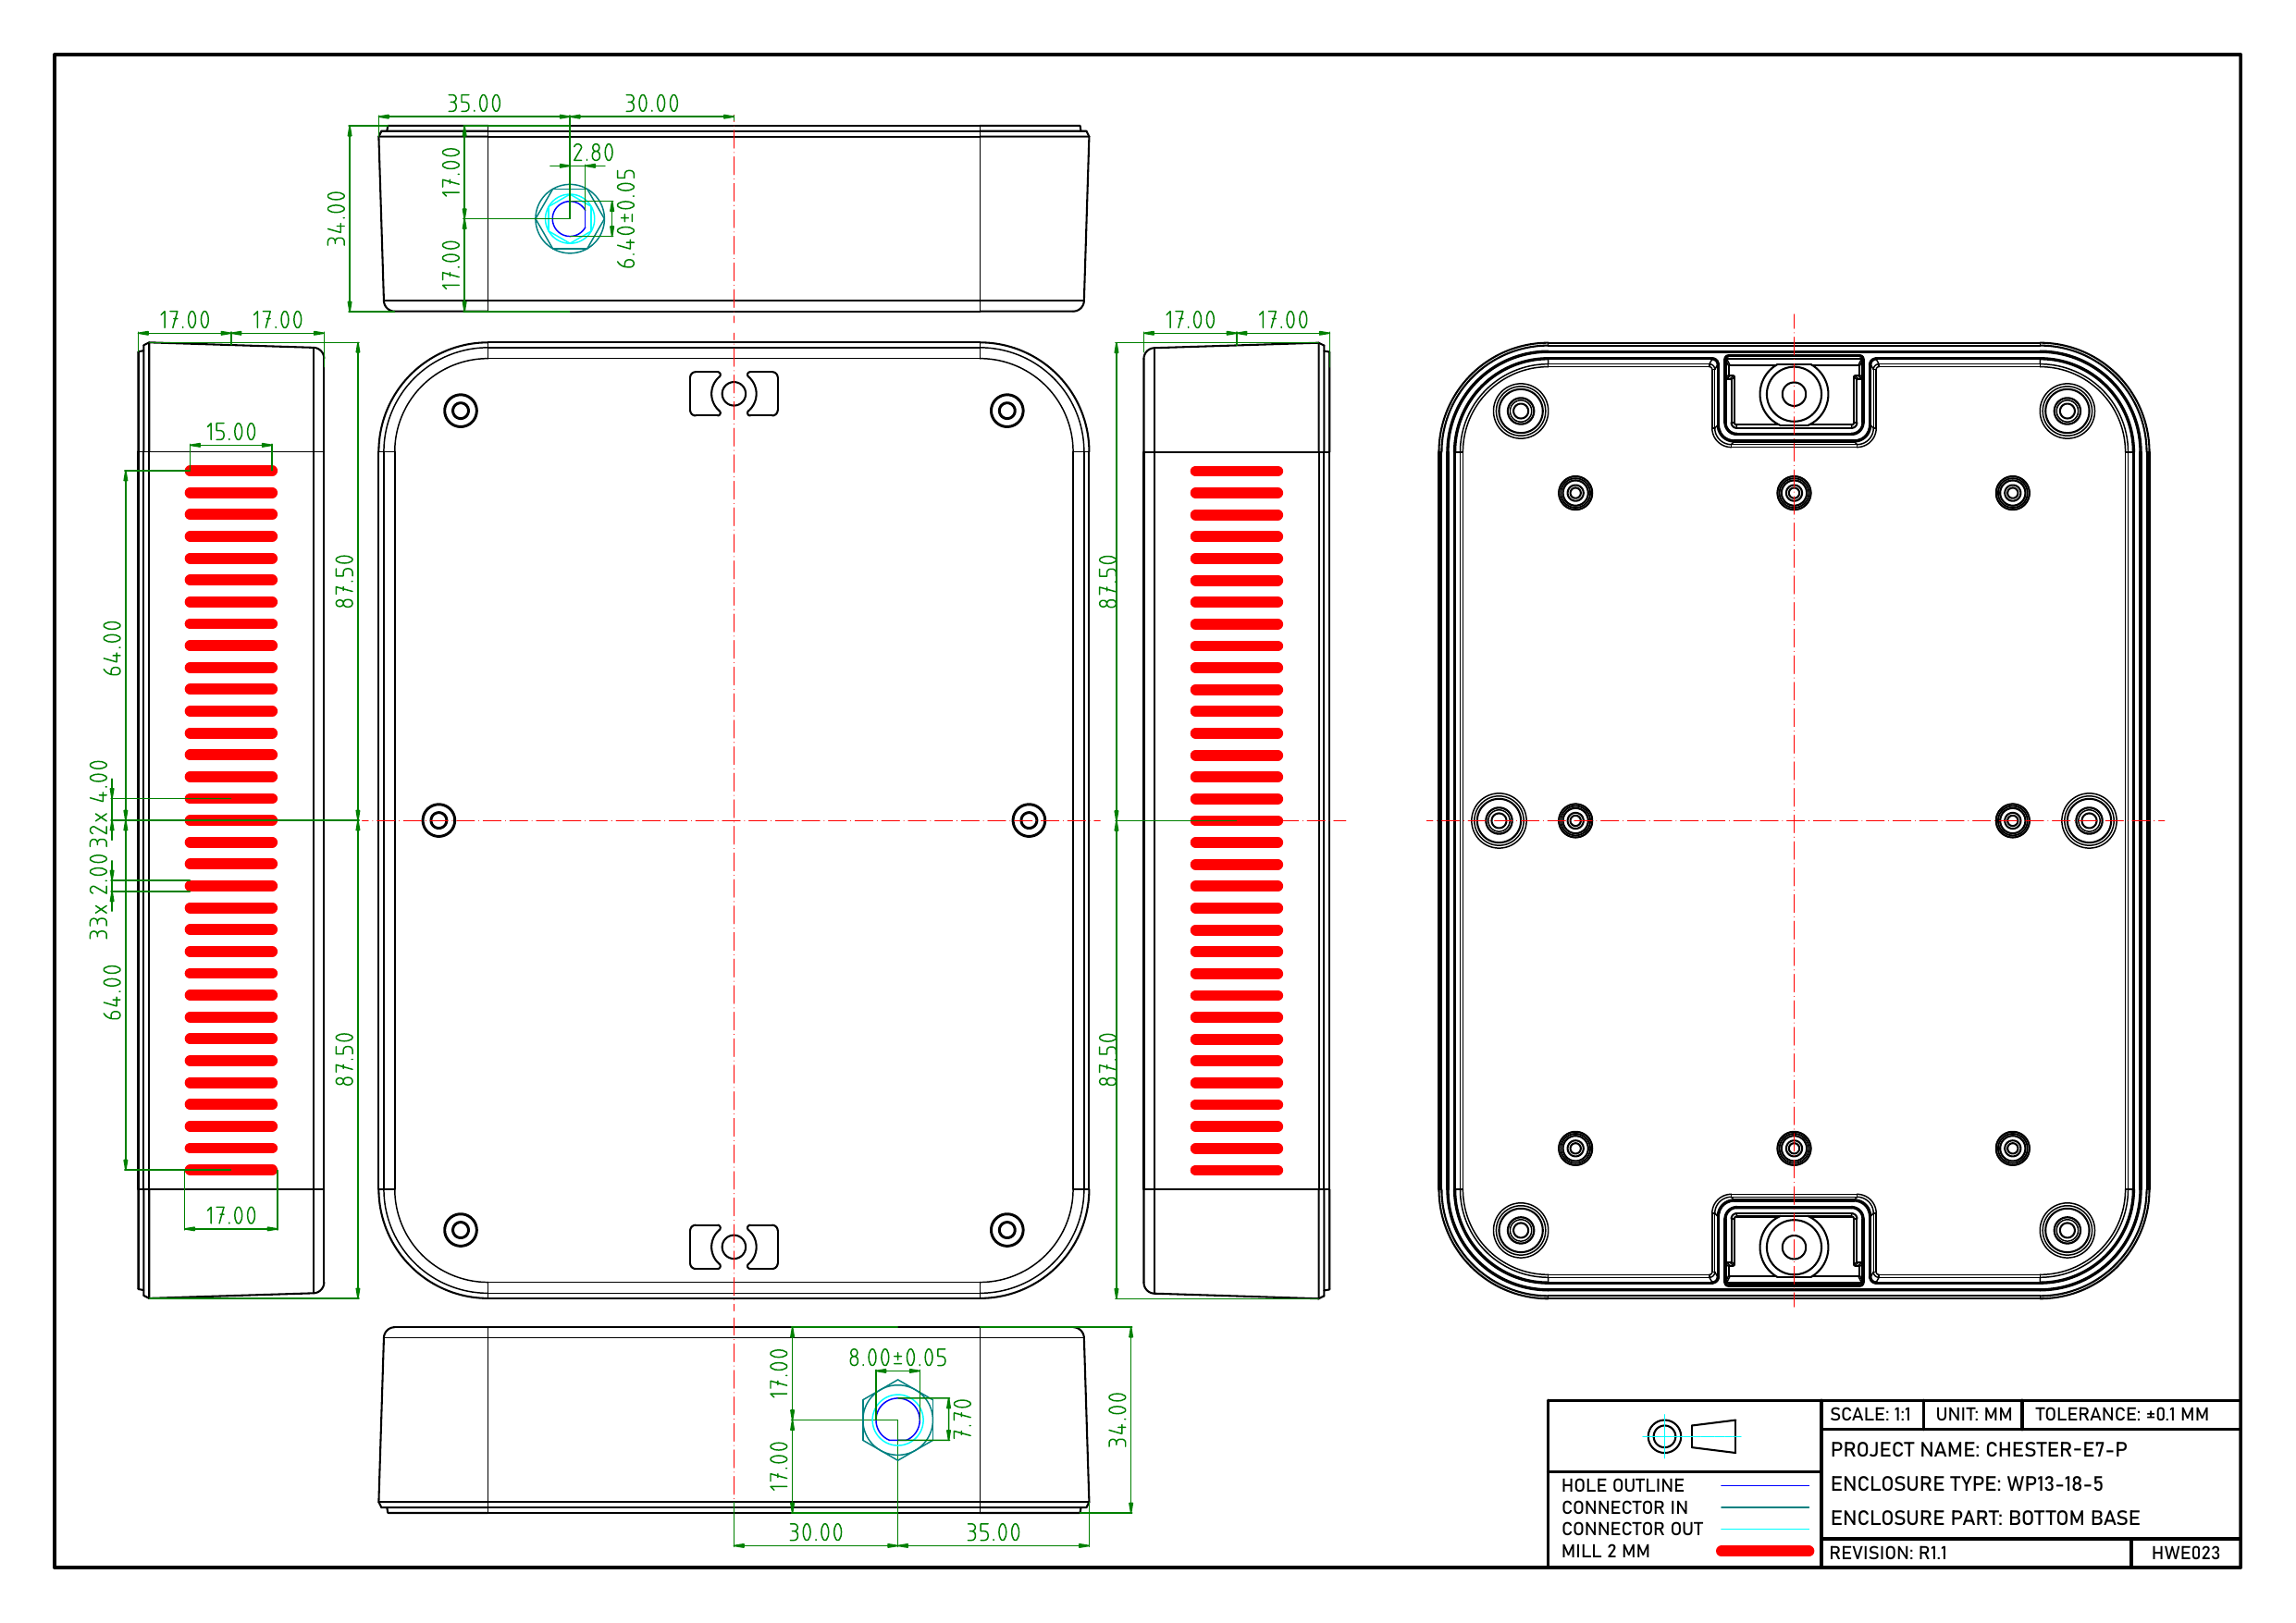 35.00
30.00
2.80
17.00
6.40±0.05
34.00
17.00
17.00
17.00
17.00
17.00
15.00
87.50
87.50
64.00
32x 4.00
33x 2.00
64.00
87.50
87.50
17.00
8.00±0.05
17.00
7.70
34.00
17.00
30.00
35.00
SCALE: 1:1
UNIT: MM
TOLERANCE: ±0.1 MM
PROJECT NAME: CHESTER-E7-P
ENCLOSURE TYPE: WP13-18-5
ENCLOSURE PART: BOTTOM BASE
HOLE OUTLINE
CONNECTOR IN
CONNECTOR OUT
MILL 2 MM
REVISION: R1.1
HWE023